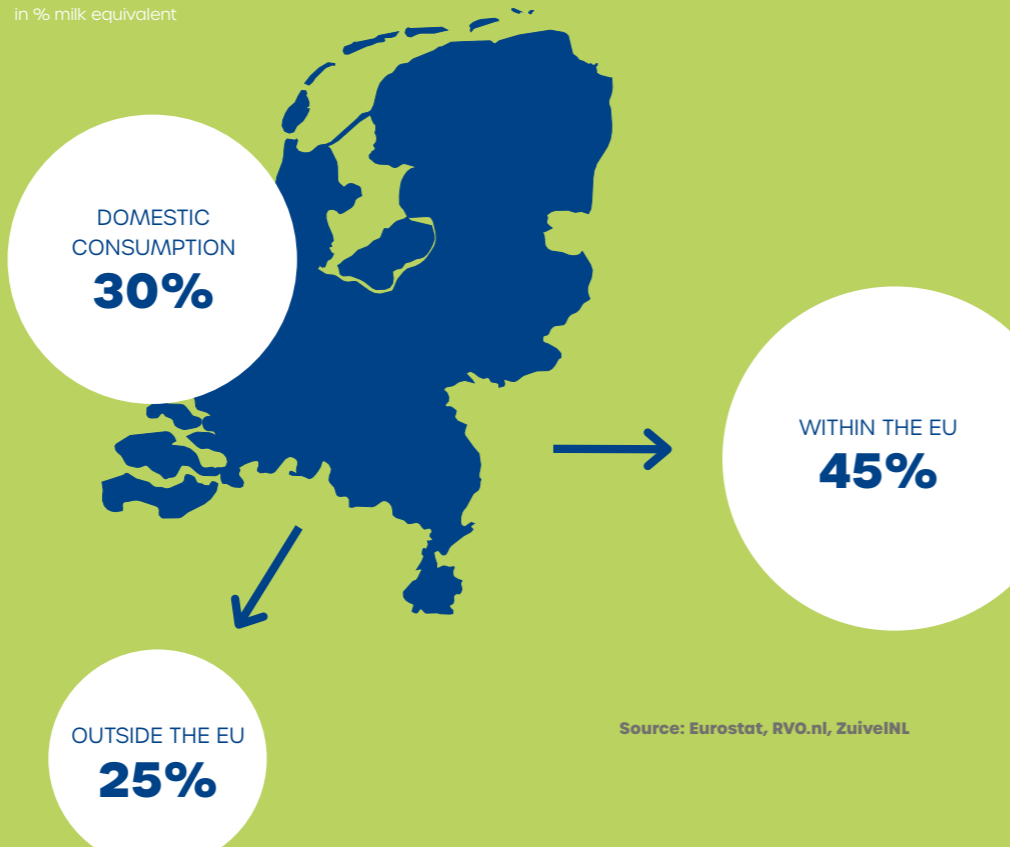 in % milk equivalent
DOMESTIC
CONSUMPTION
30%
WITHIN THE EU
45%
OUTSIDE THE EU
25%
Source: Eurostat, RVO.nl, ZuivelNL